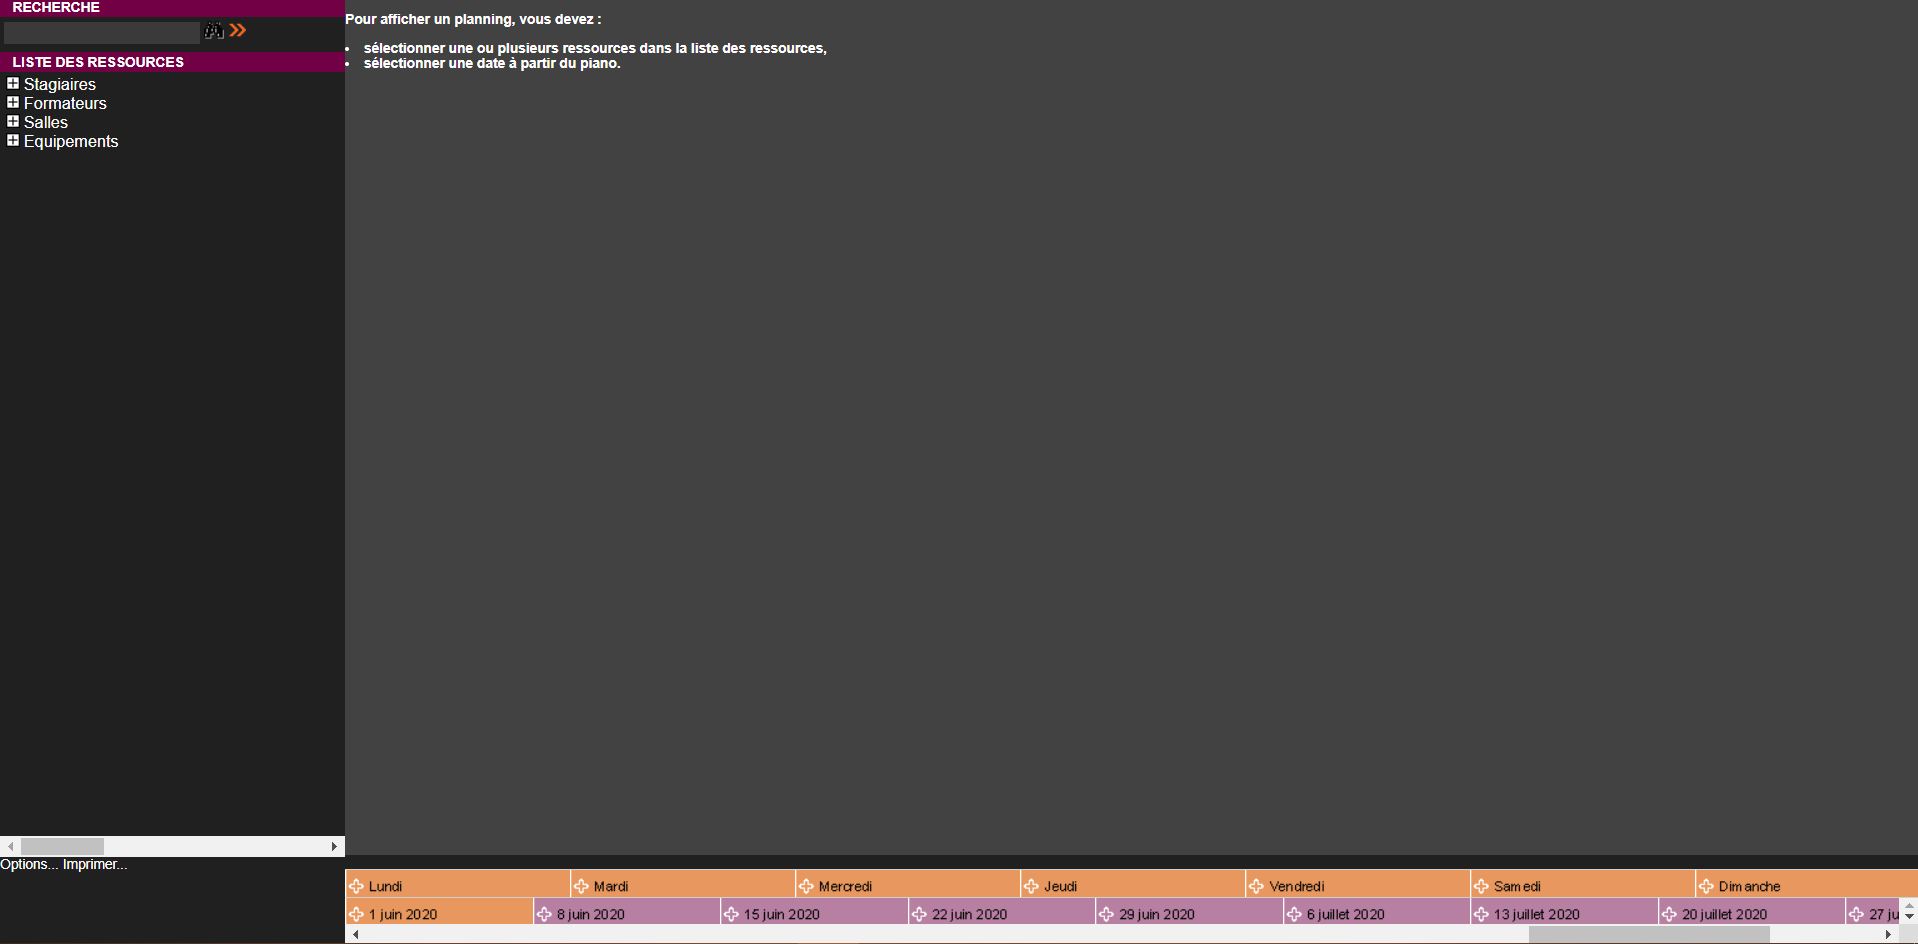 RECHERCHE
LISTE DES RESSOURCES
Stagiaires
Formateurs
Salles
Equipements
Options... Imprimer...
Pour afficher un planning, vous devez :
• sélectionner une ou plusieurs ressources dans la liste des ressources,
• sélectionner une date à partir du piano.
Lundi Mardi Mercredi Jeudi Vendredi Samedi Dimanche
1 juin 2020 8 juin 2020 15 juin 2020 22 juin 2020 29 juin 2020 6 juillet 2020 13 juillet 2020 20 juillet 2020 27 ju